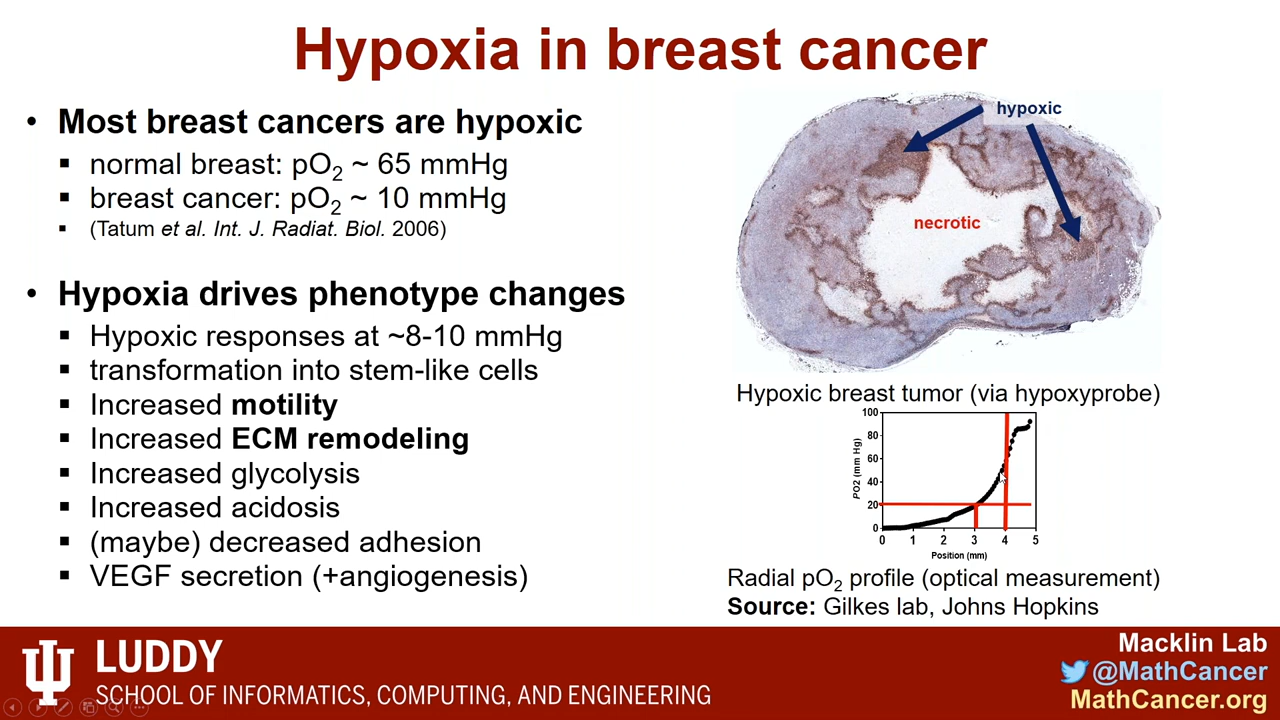 Hypoxia in breast cancer
• Most breast cancers are hypoxic
▪ normal breast: pO₂ ~ 65 mmHg
▪ breast cancer: pO₂ ~ 10 mmHg
▪ (Tatum et al. Int. J. Radiat. Biol. 2006)
• Hypoxia drives phenotype changes
▪ Hypoxic responses at ~8-10 mmHg
▪ transformation into stem-like cells
▪ Increased motility
▪ Increased ECM remodeling
▪ Increased glycolysis
▪ Increased acidosis
▪ (maybe) decreased adhesion
▪ VEGF secretion (+angiogenesis)
hypoxic
necrotic
Hypoxic breast tumor (via hypoxyprobe)
100
80
60
40
20
0
PO2 (mm Hg)
0 1 2 3 4 5
Position (mm)
Radial pO₂ profile (optical measurement)
Source: Gilkes lab, Johns Hopkins
LUDDY
SCHOOL OF INFORMATICS, COMPUTING, AND ENGINEERING
Macklin Lab
@MathCancer
MathCancer.org